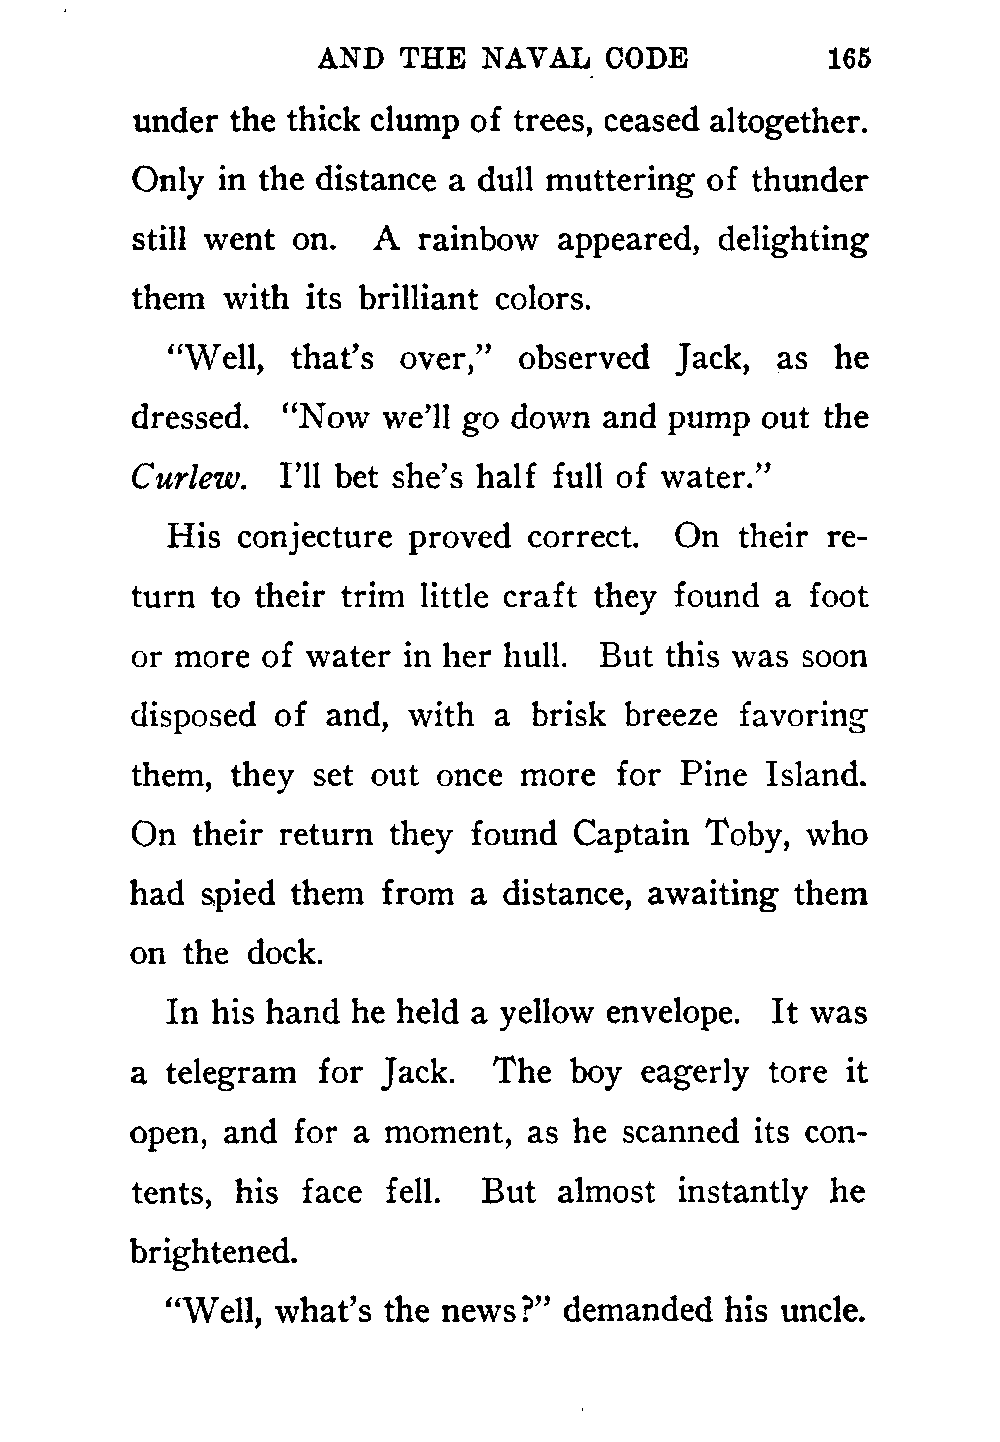 AND THE NAVAL CODE 165
under the thick clump of trees, ceased altogether.
Only in the distance a dull muttering of thunder
still went on. A rainbow appeared, delighting
them with its brilliant colors.
“Well, that’s over,” observed Jack, as he
dressed. “Now we’ll go down and pump out the
Curlew. I’ll bet she’s half full of water.”
His conjecture proved correct. On their re-
turn to their trim little craft they found a foot
or more of water in her hull. But this was soon
disposed of and, with a brisk breeze favoring
them, they set out once more for Pine Island.
On their return they found Captain Toby, who
had spied them from a distance, awaiting them
on the dock.
In his hand he held a yellow envelope. It was
a telegram for Jack. The boy eagerly tore it
open, and for a moment, as he scanned its con-
tents, his face fell. But almost instantly he
brightened.
“Well, what’s the news?” demanded his uncle.